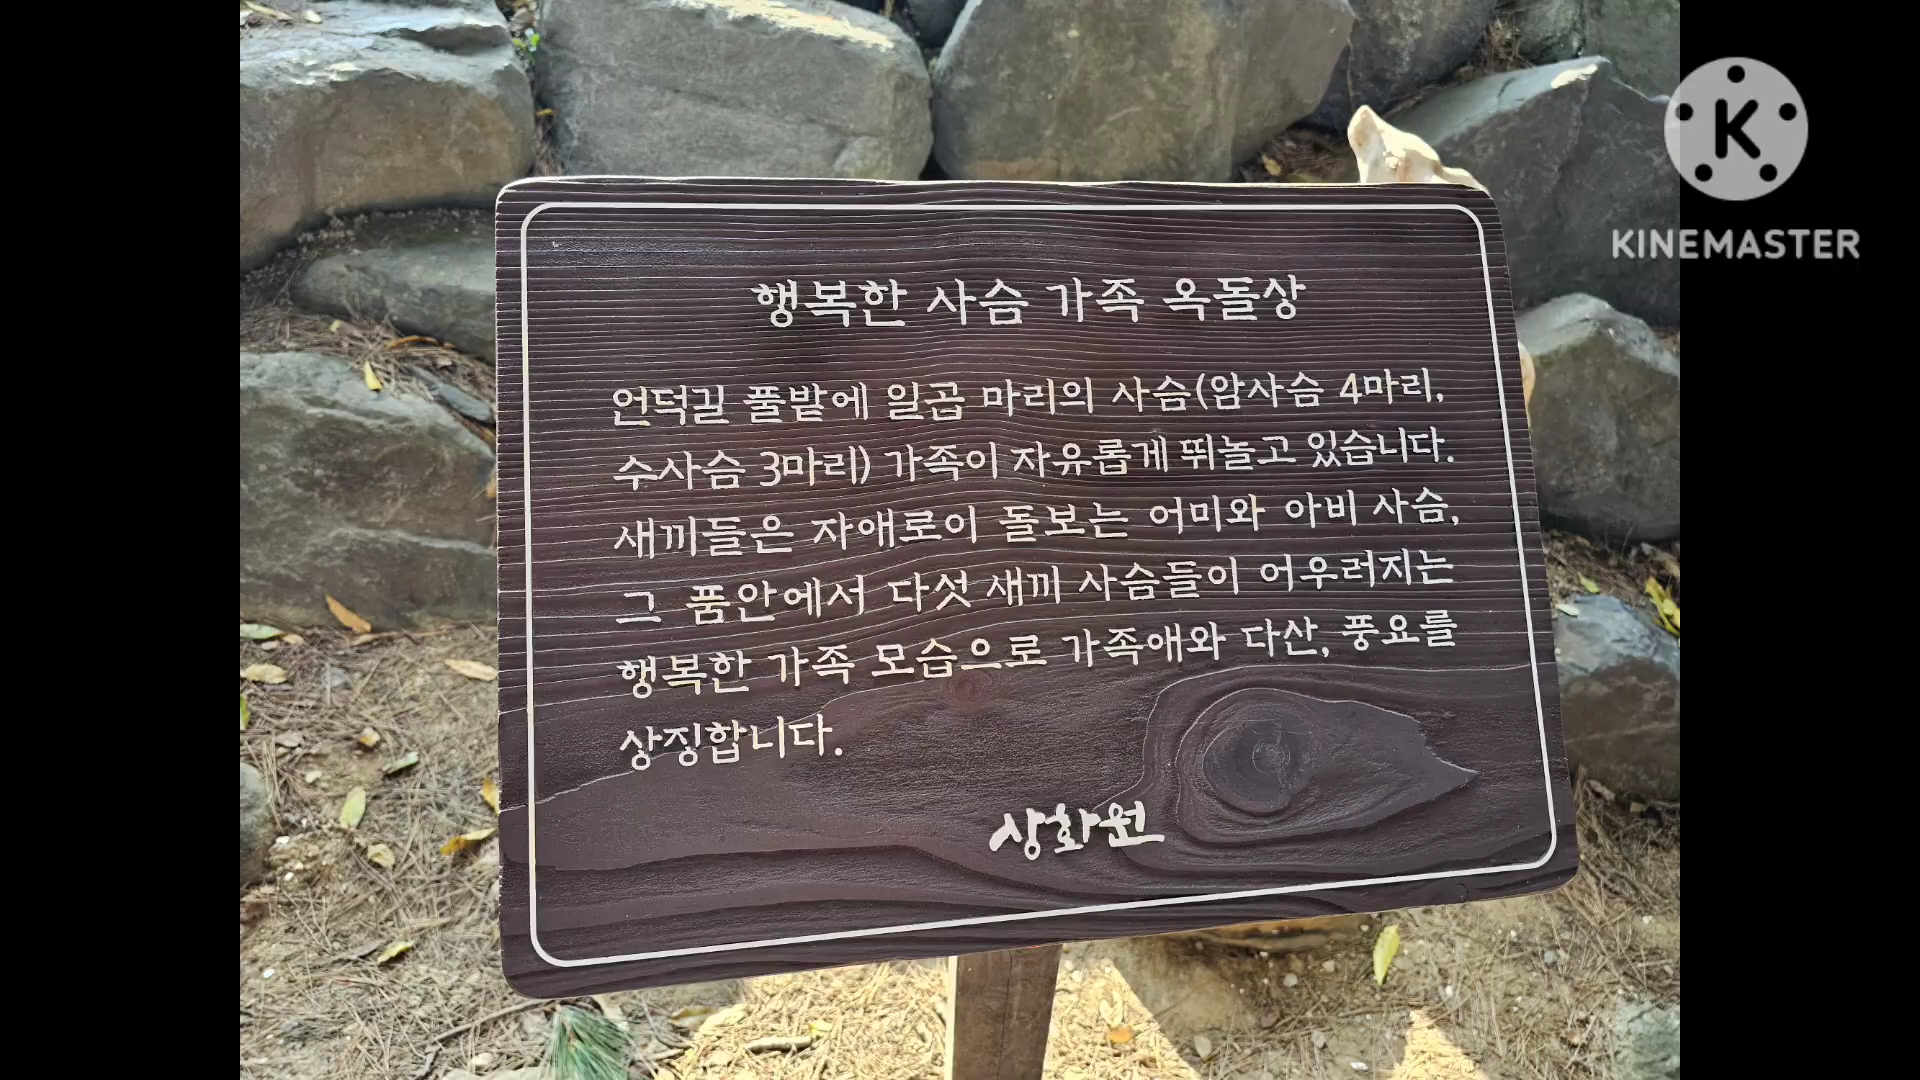 행복한 사슴 가족 옥돌상
언덕길 풀밭에 일곱 마리의 사슴(암사슴 4마리,
수사슴 3마리) 가족이 자유롭게 뛰놀고 있습니다.
새끼들은 자애로이 돌보는 어미와 아비 사슴,
그 품안에서 다섯 새끼 사슴들이 어우러지는
행복한 가족 모습으로 가족애와 다산, 풍요를
상징합니다.
상화원
K
KINEMASTER